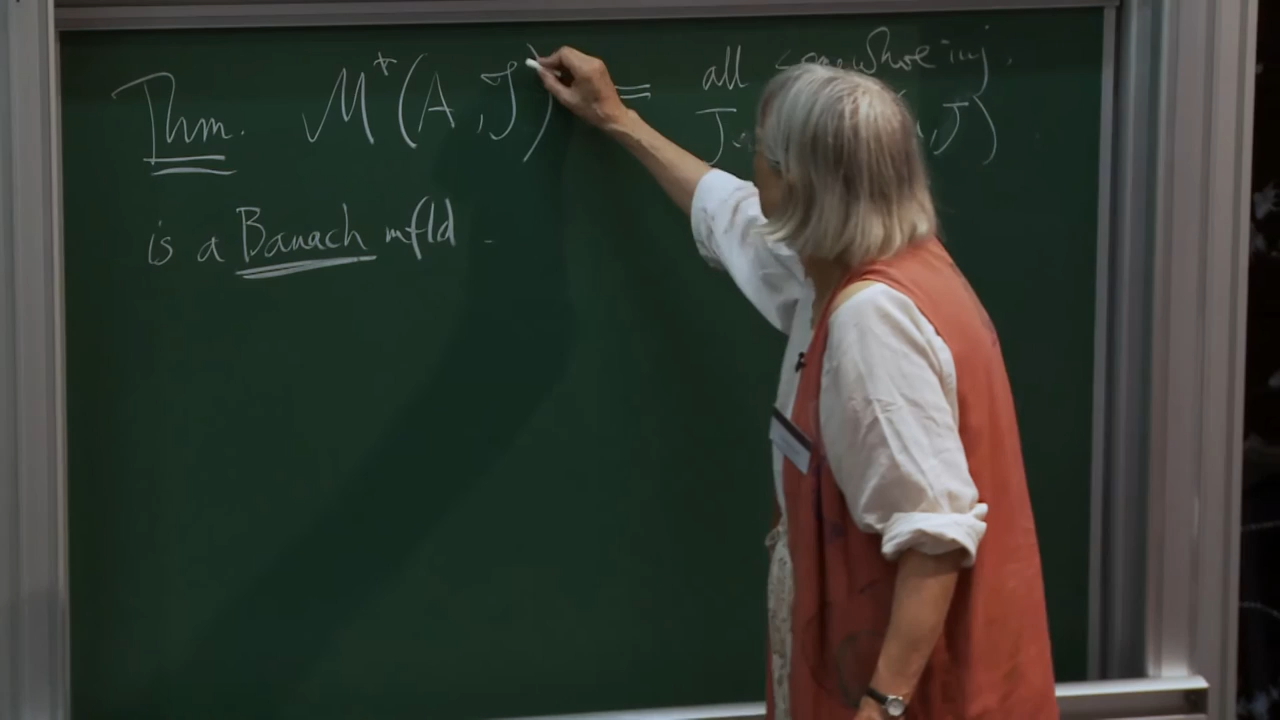 Thm. M*(A, J) = all somewhere inj.
J , J)
is a Banach mfld